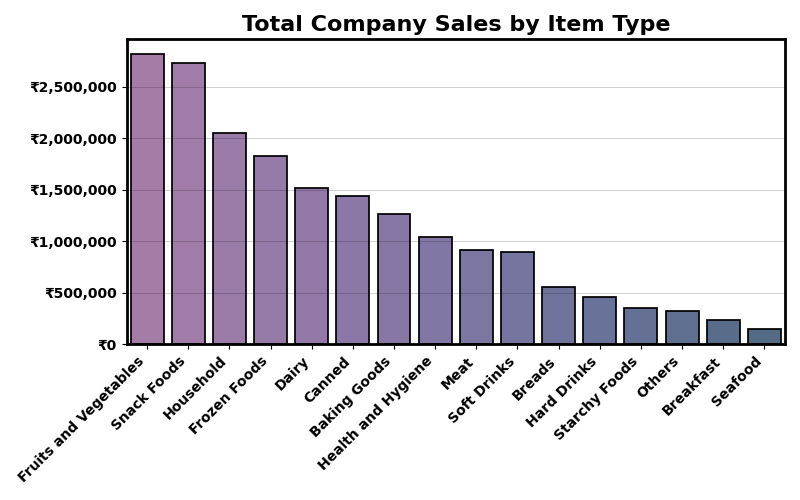 Total Company Sales by Item Type
₹2,500,000
₹2,000,000
₹1,500,000
₹1,000,000
₹500,000
₹0
Fruits and Vegetables
Snack Foods
Household
Frozen Foods
Dairy
Canned
Baking Goods
Health and Hygiene
Meat
Soft Drinks
Breads
Hard Drinks
Starchy Foods
Others
Breakfast
Seafood